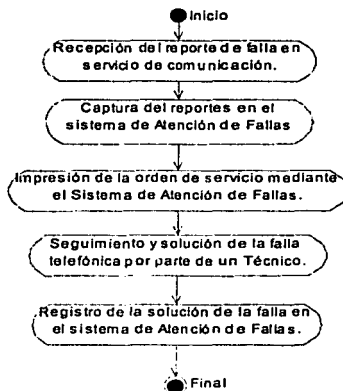 Inicio
Recepción del reporte de falla en
servicio de comunicación.
Captura del reportes en el
sistema de Atención de Fallas
Impresión de la orden de servicio mediante
el Sistema de Atención de Fallas.
Seguimiento y solución de la falla
telefónica por parte de un Técnico.
Registro de la solución de la falla en
el sistema de Atención de Fallas.
Final